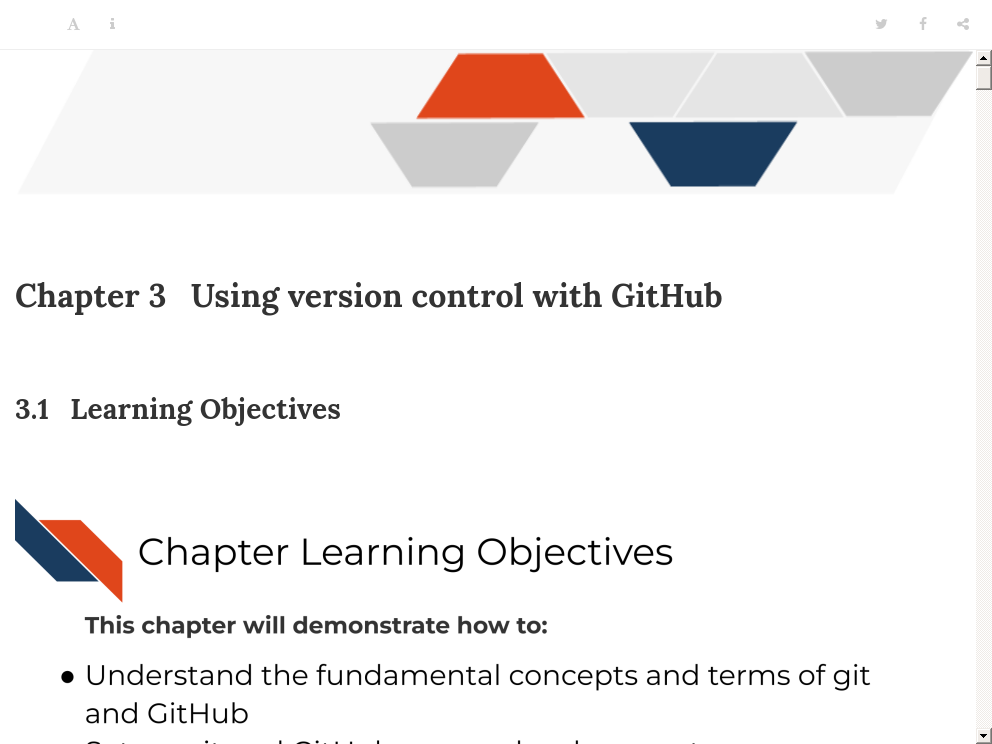 Chapter 3 Using version control with GitHub
3.1 Learning Objectives
Chapter Learning Objectives
This chapter will demonstrate how to:
● Understand the fundamental concepts and terms of git
and GitHub